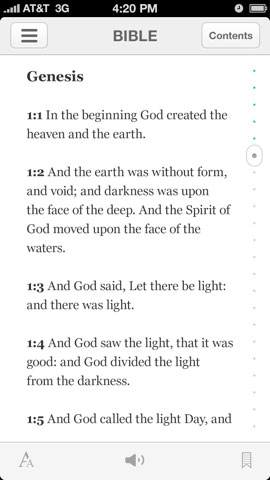 AT&T 3G 4:20 PM
BIBLE
Contents
Genesis
1:1 In the beginning God created the
heaven and the earth.
1:2 And the earth was without form,
and void; and darkness was upon
the face of the deep. And the Spirit of
God moved upon the face of the
waters.
1:3 And God said, Let there be light:
and there was light.
1:4 And God saw the light, that it was
good: and God divided the light
from the darkness.
1:5 And God called the light Day, and
AA